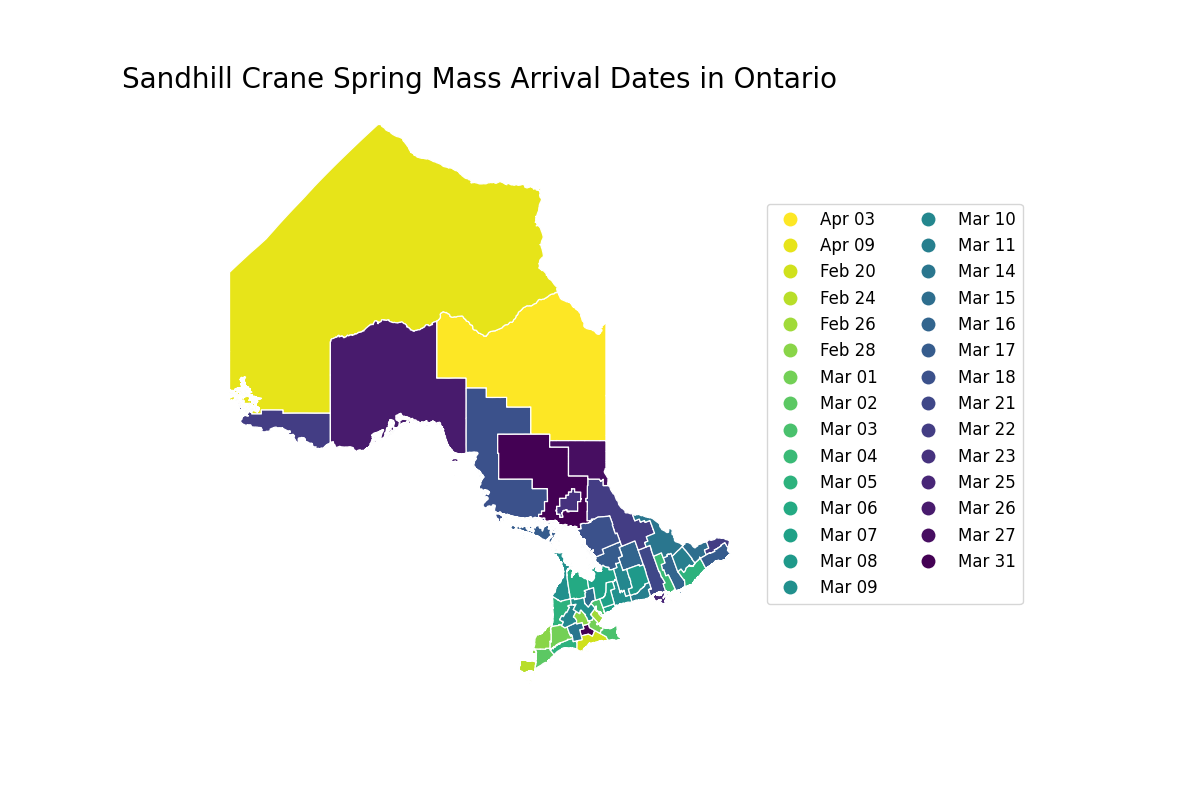 Sandhill Crane Spring Mass Arrival Dates in Ontario
Apr 03
Apr 09
Feb 20
Feb 24
Feb 26
Feb 28
Mar 01
Mar 02
Mar 03
Mar 04
Mar 05
Mar 06
Mar 07
Mar 08
Mar 09
Mar 10
Mar 11
Mar 14
Mar 15
Mar 16
Mar 17
Mar 18
Mar 21
Mar 22
Mar 23
Mar 25
Mar 26
Mar 27
Mar 31